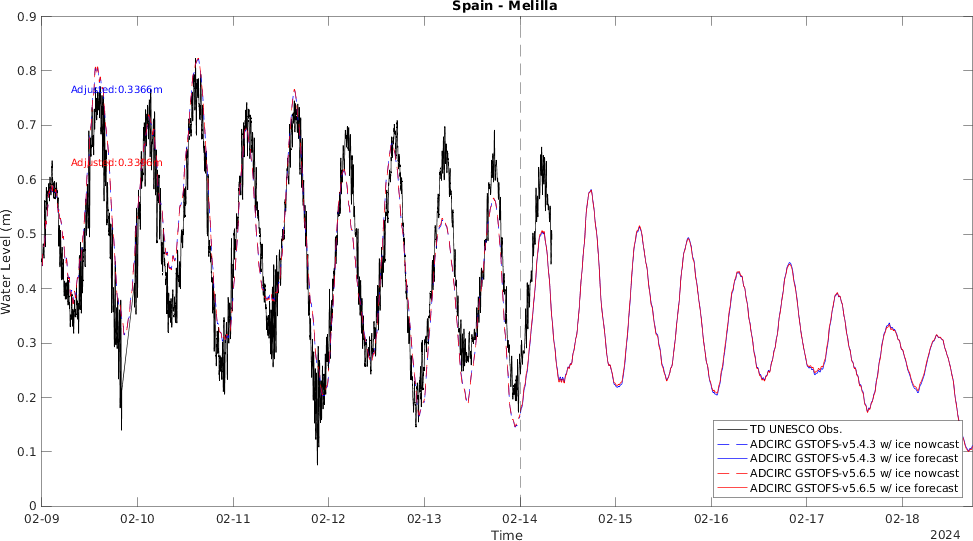 Spain - Melilla
0.9
0.8
0.7
0.6
0.5
0.4
0.3
0.2
0.1
0
Water Level (m)
Adjusted:0.3366m
Adjusted:0.3366m
TD UNESCO Obs.
ADCIRC GSTOFS-v5.4.3 w/ ice nowcast
ADCIRC GSTOFS-v5.4.3 w/ ice forecast
ADCIRC GSTOFS-v5.6.5 w/ ice nowcast
ADCIRC GSTOFS-v5.6.5 w/ ice forecast
02-09 02-10 02-11 02-12 02-13 02-14 02-15 02-16 02-17 02-18
Time
2024